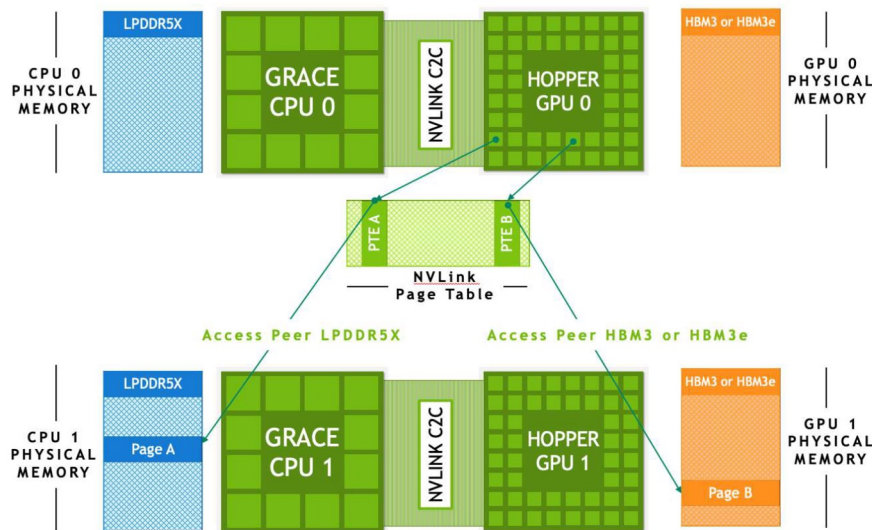 LPDDR5X
CPU 0
PHYSICAL
MEMORY
GRACE
CPU 0
NVLINK C2C
HOPPER
GPU 0
HBM3 or HBM3e
GPU 0
PHYSICAL
MEMORY
PTE A
PTE B
NVLink
Page Table
Access Peer LPDDR5X
Access Peer HBM3 or HBM3e
LPDDR5X
CPU 1
PHYSICAL
MEMORY
Page A
GRACE
CPU 1
NVLINK C2C
HOPPER
GPU 1
HBM3 or HBM3e
Page B
GPU 1
PHYSICAL
MEMORY